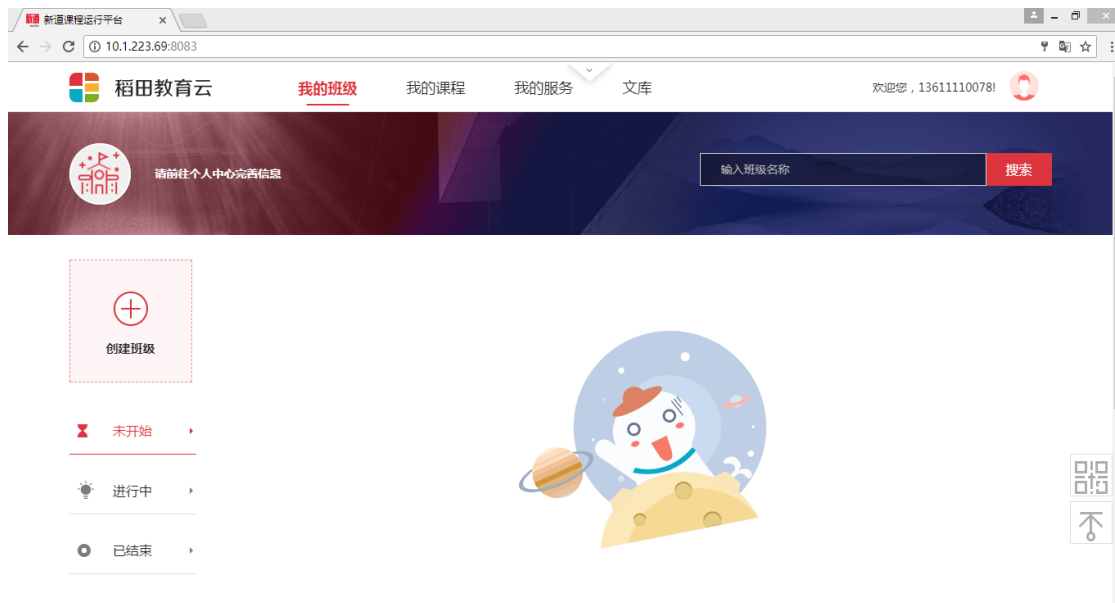 新道 新道课程运行平台
10.1.223.69:8083
稻田教育云 我的班级 我的课程 我的服务 文库 欢迎您，13611110078!
请前往个人中心完善信息 输入班级名称 搜索
创建班级
未开始
进行中
已结束